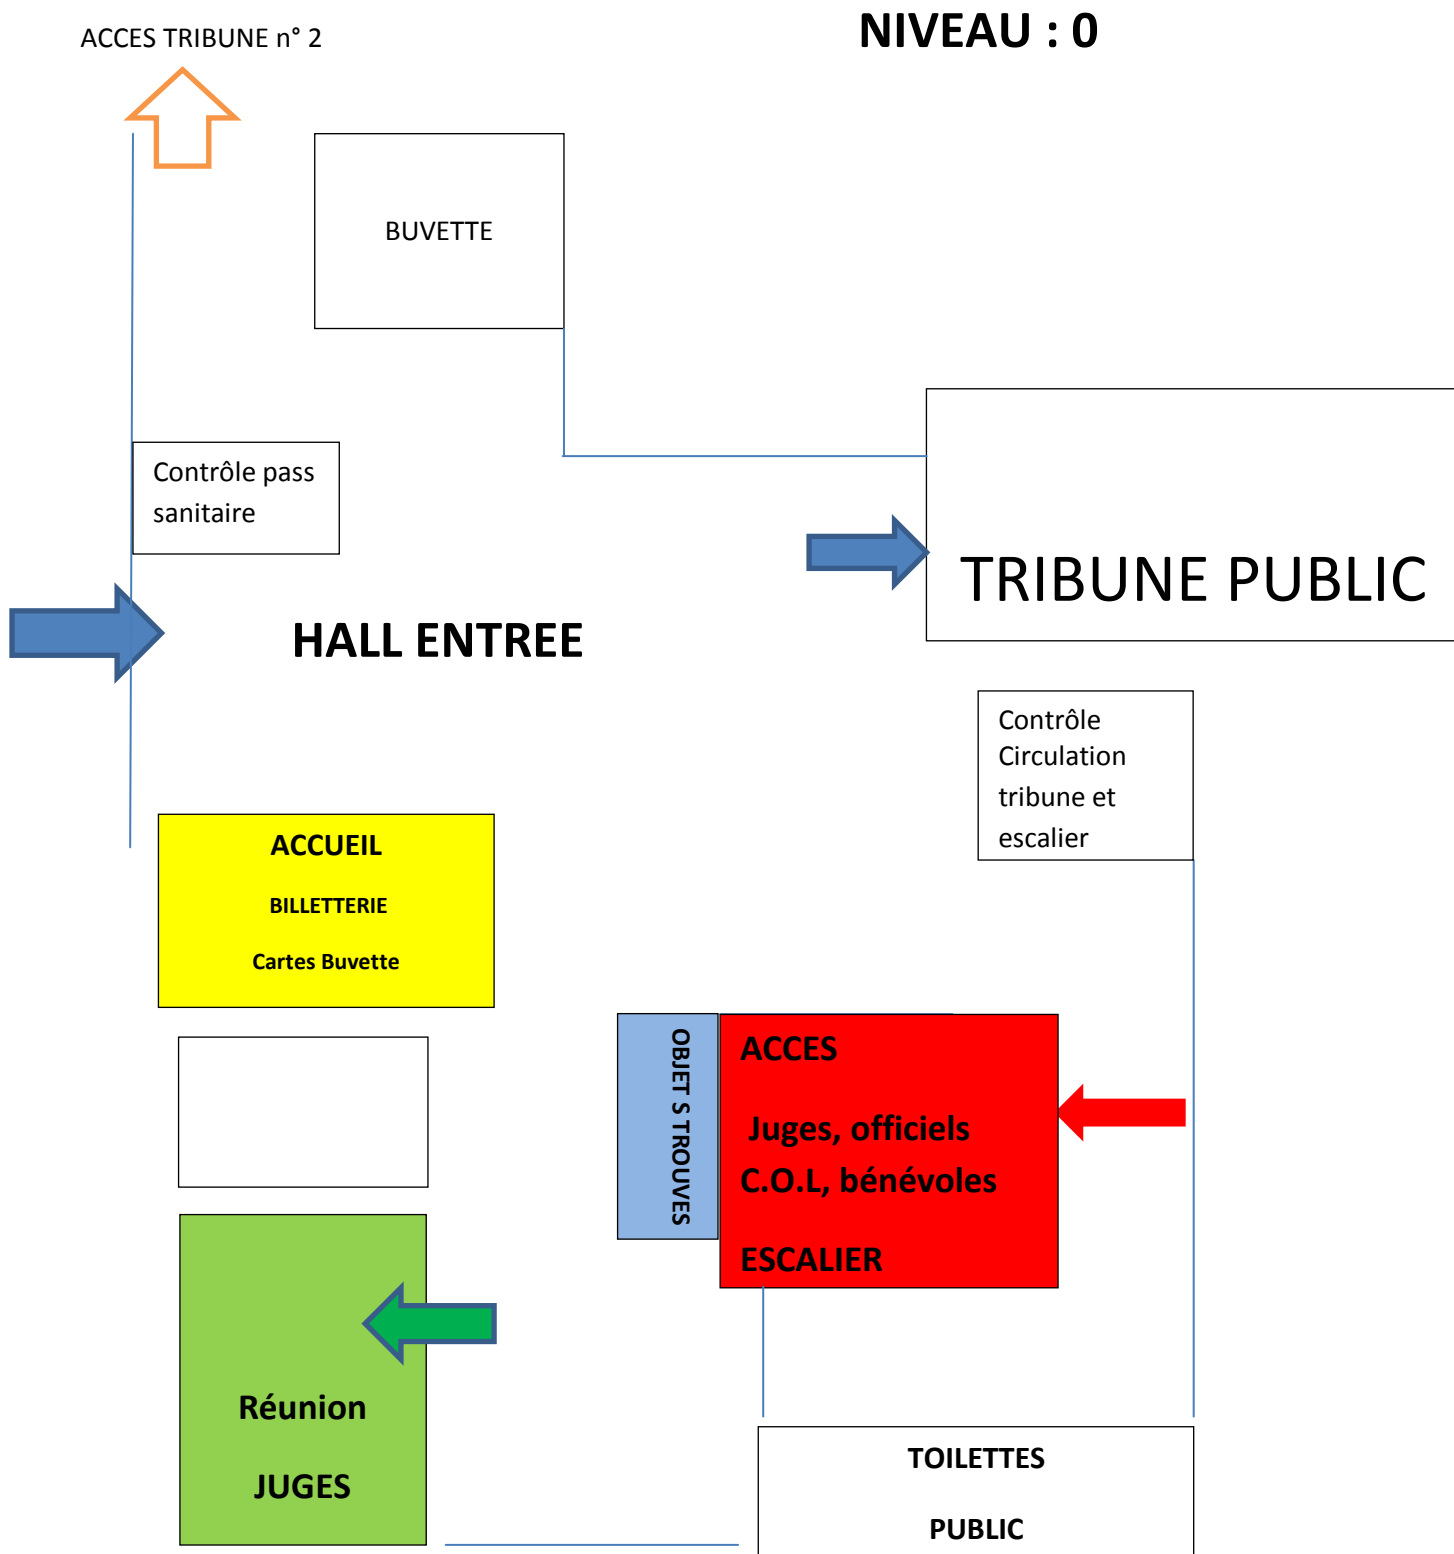 ACCES TRIBUNE n° 2
NIVEAU : 0
BUVETTE
Contrôle pass
sanitaire
TRIBUNE PUBLIC
HALL ENTREE
Contrôle
Circulation
tribune et
escalier
ACCUEIL
BILLETTERIE
Cartes Buvette
OBJET S TROUVES
ACCES
Juges, officiels
C.O.L, bénévoles
ESCALIER
Réunion
JUGES
TOILETTES
PUBLIC